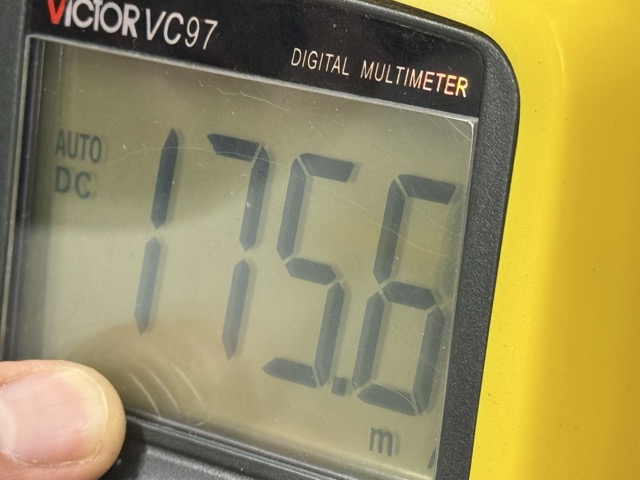 VICTOR VC97
DIGITAL MULTIMETER
AUTO
DC
175.6
m